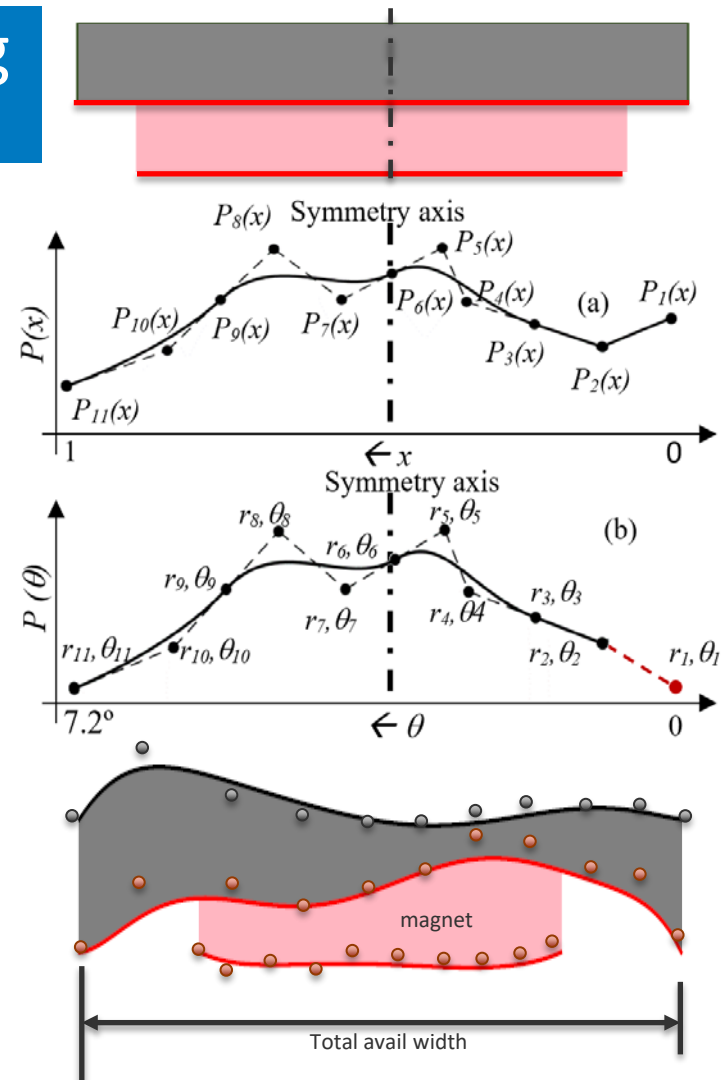 g
Symmetry axis
P8(x)
P5(x)
P10(x)
P9(x)
P7(x)
P6(x)
P4(x)
(a)
P1(x)
P3(x)
P2(x)
P11(x)
P(x)
1
← x
0
Symmetry axis
r8, θ8
r5, θ5
(b)
r6, θ6
r9, θ9
r7, θ7
r4, θ4
r3, θ3
r11, θ11
r10, θ10
r2, θ2
r1, θ1
P (θ)
7.2º
← θ
0
magnet
Total avail width